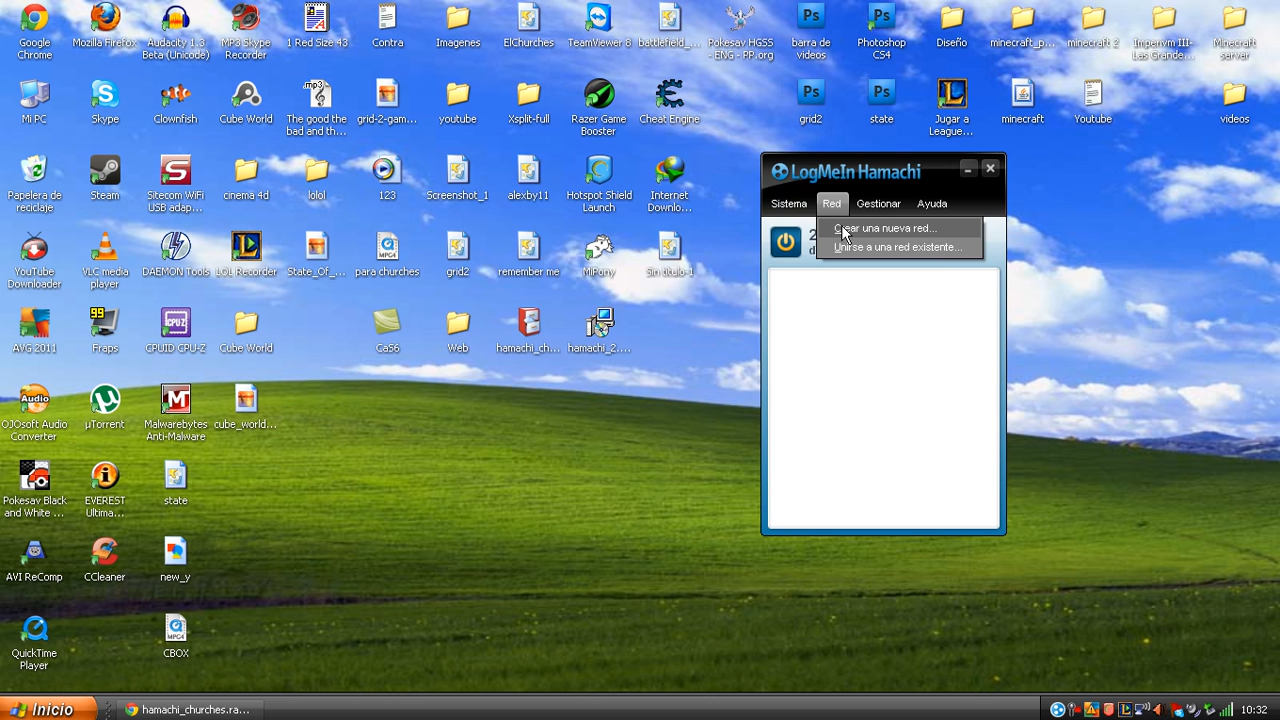 Google
Chrome
Mozilla Firefox
Audacity 1.3
Beta (Unicode)
MP3 Skype
Recorder
1 Red Size 43
Contra
Imagenes
ElChurches
TeamViewer 8
battlefield_...
Pokesav HGSS
- ENG - PP.org
barra de
videos
Photoshop
CS4
Diseño
minecraft_p...
minecraft 2
Imperivm III-
Las Grande...
Minecraft
server
Mi PC
Skype
Clownfish
Cube World
.mp3
The good the
bad and th...
grid-2-gam...
youtube
Xsplit-full
Razer Game
Booster
Cheat Engine
grid2
state
Jugar a
League...
minecraft
Youtube
videos
Papelera de
reciclaje
Steam
Sitecom WiFi
USB adap...
cinema 4d
lolol
123
Screenshot_1
alexby11
Hotspot Shield
Launch
Internet
Downlo...
LogMeIn Hamachi
Sistema Red Gestionar Ayuda
Crear una nueva red...
Unirse a una red existente...
YouTube
Downloader
VLC media
player
DAEMON Tools
LOL Recorder
State_Of_...
MPG4
para churches
grid2
remember me
MiPony
Sin título-1
AVG 2011
99
Fraps
CPUID CPU-Z
Cube World
CaS6
Web
hamachi_ch...
hamachi_2....
Audio
OJOsoft Audio
Converter
µTorrent
Malwarebytes
Anti-Malware
cube_world...
Pokesav Black
and White ...
EVEREST
Ultima...
state
AVI ReComp
CCleaner
new_y
QuickTime
Player
MPG4
CBOX
Inicio
hamachi_churches.ra...
10:32